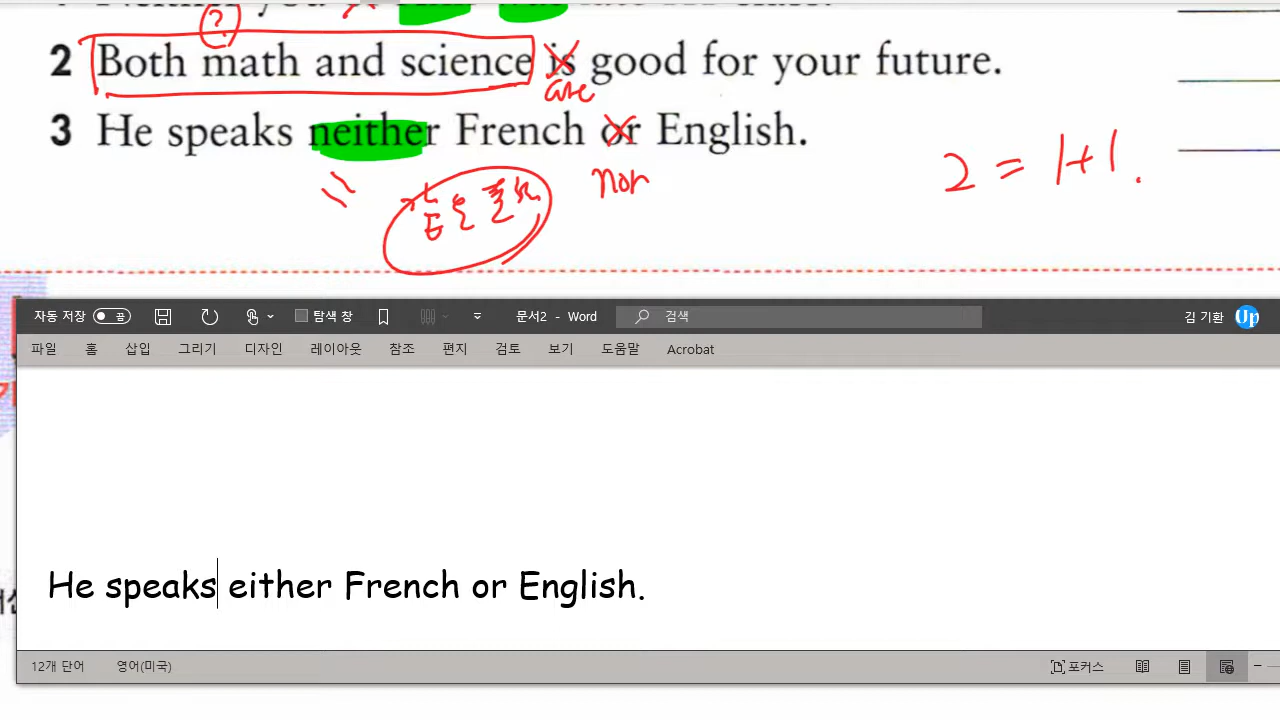 ?
2 Both math and science is good for your future.
are
3 He speaks neither French or English.
nor
2 = 1+1.
자동 저장 끔 탐색 창 문서2 - Word 검색 김 기환 Up
파일 홈 삽입 그리기 디자인 레이아웃 참조 편지 검토 보기 도움말 Acrobat
He speaks either French or English.
12개 단어 영어(미국) 포커스